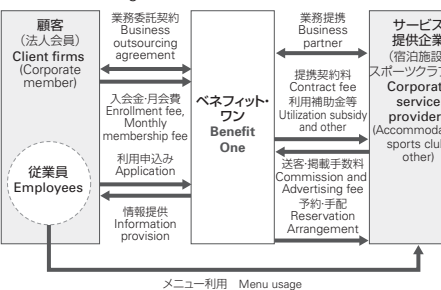 顧客
（法人会員）
Client firms
(Corporate
member)
従業員
Employees
業務委託契約
Business
outsourcing
agreement
入会金・月会費
Enrollment fee,
Monthly
membership fee
利用申込み
Application
情報提供
Information
provision
ベネフィット・
ワン
Benefit
One
業務提携
Business
partner
提携契約料
Contract fee
利用補助金等
Utilization subsidy
and other
送客・掲載手数料
Commission and
Advertising fee
予約・手配
Reservation
Arrangement
サービス
提供企業
（宿泊施設
スポーツクラブ
service
(Accommoda
sports clu
other)
メニュー利用 Menu usage